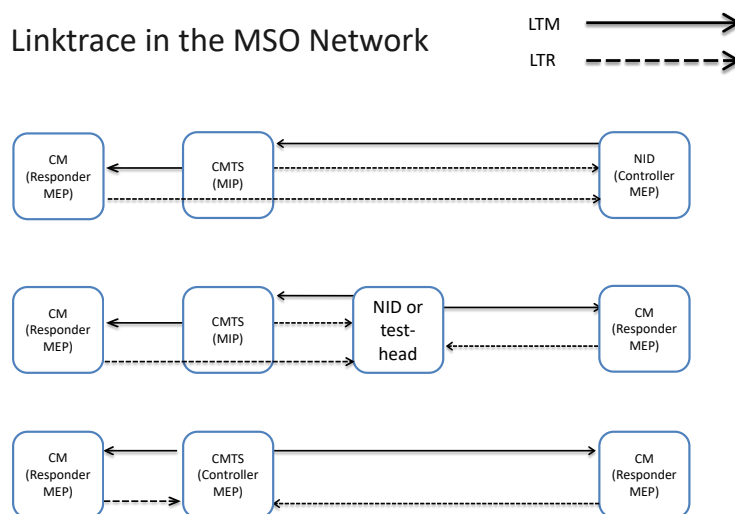 Linktrace in the MSO Network
LTM
LTR
CM
(Responder
MEP)
CMTS
(MIP)
NID
(Controller
MEP)
CM
(Responder
MEP)
CMTS
(MIP)
NID or
test-
head
CM
(Responder
MEP)
CM
(Responder
MEP)
CMTS
(Controller
MEP)
CM
(Responder
MEP)